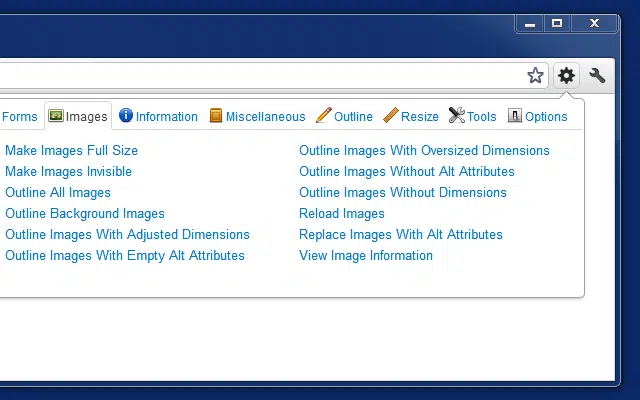 Forms Images Information Miscellaneous Outline Resize Tools Options
Make Images Full Size
Make Images Invisible
Outline All Images
Outline Background Images
Outline Images With Adjusted Dimensions
Outline Images With Empty Alt Attributes
Outline Images With Oversized Dimensions
Outline Images Without Alt Attributes
Outline Images Without Dimensions
Reload Images
Replace Images With Alt Attributes
View Image Information